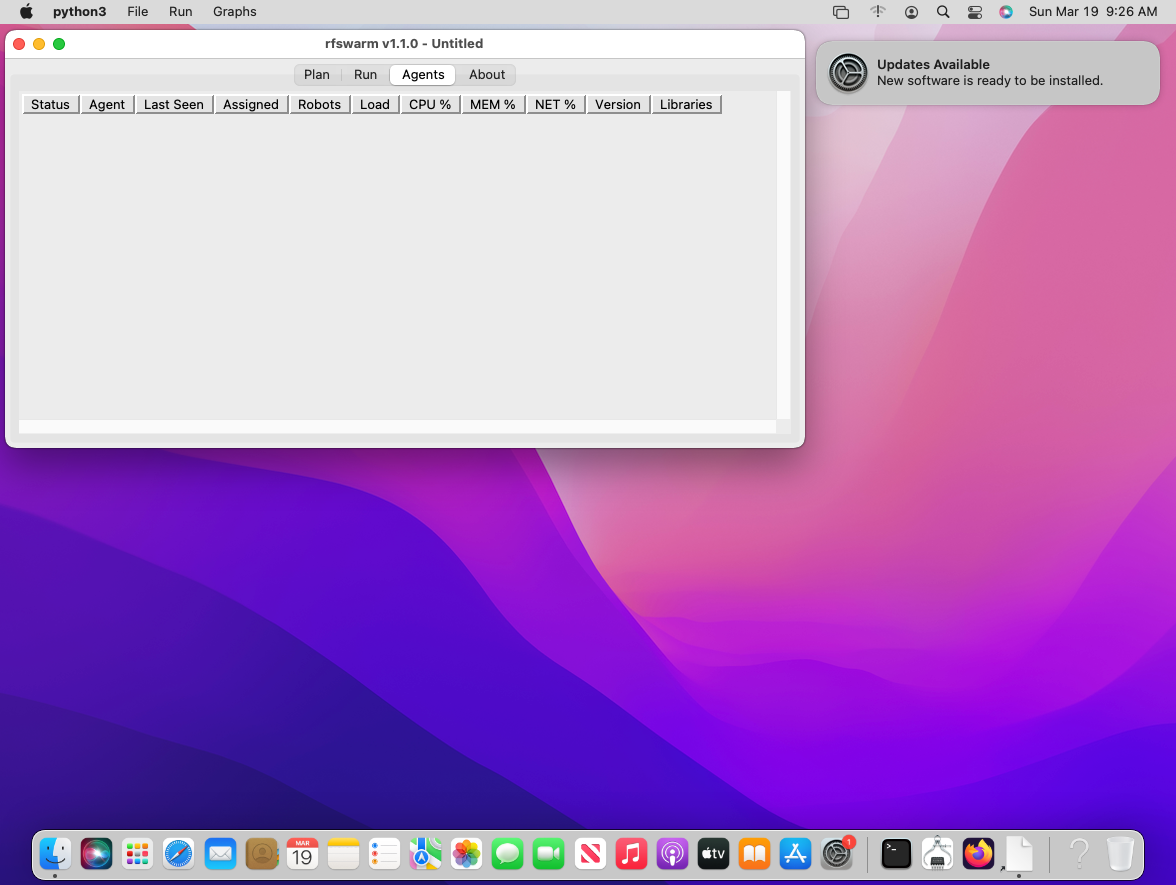 python3 File Run Graphs Sun Mar 19 9:26 AM
rfswarm v1.1.0 - Untitled
Plan Run Agents About
Status Agent Last Seen Assigned Robots Load CPU % MEM % NET % Version Libraries
Updates Available
New software is ready to be installed.
MAR
19
tv
1
>_
?